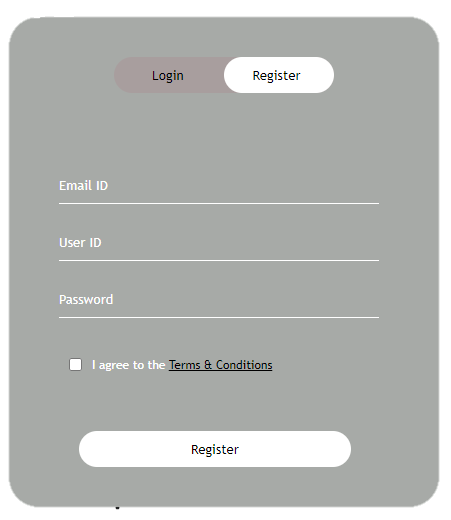 Login Register
Email ID
User ID
Password
I agree to the Terms & Conditions
Register